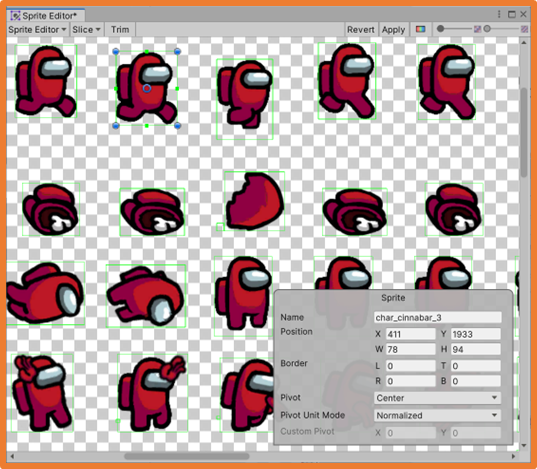 Sprite Editor*
Sprite Editor Slice Trim Revert Apply
Sprite
Name char_cinnabar_3
Position X 411 Y 1933
W 78 H 94
Border L 0 T 0
R 0 B 0
Pivot Center
Pivot Unit Mode Normalized
Custom Pivot X 0 Y 0